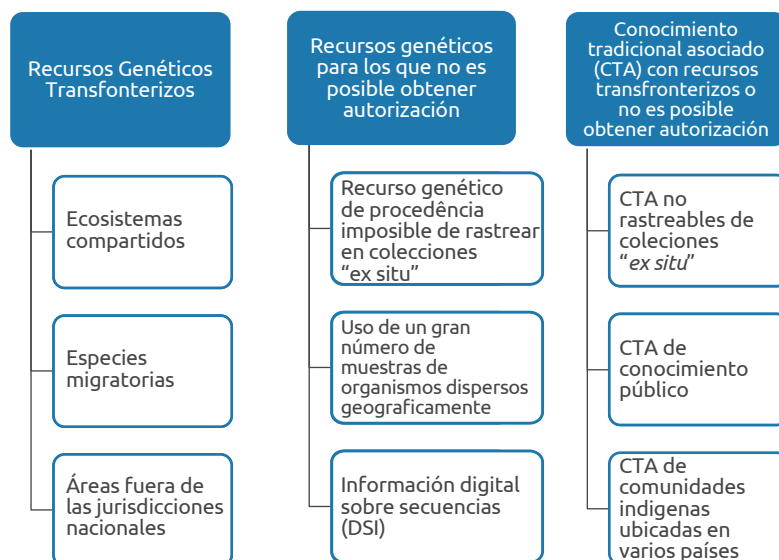 Recursos Genéticos
Transfonterizos
Ecosistemas
compartidos
Especies
migratorias
Áreas fuera de
las jurisdicciones
nacionales
Recursos genéticos
para los que no es
posible obtener
autorización
Recurso genético
de procedência
imposible de rastrear
en colecciones
“ex situ”
Uso de un gran
número de
muestras de
organismos dispersos
geograficamente
Información digital
sobre secuencias
(DSI)
Conocimiento
tradicional asociado
(CTA) con recursos
transfronterizos o
no es posible
obtener autorización
CTA no
rastreables de
coleciones
“ex situ”
CTA de
conocimiento
público
CTA de
comunidades
indigenas
ubicadas en
varios países